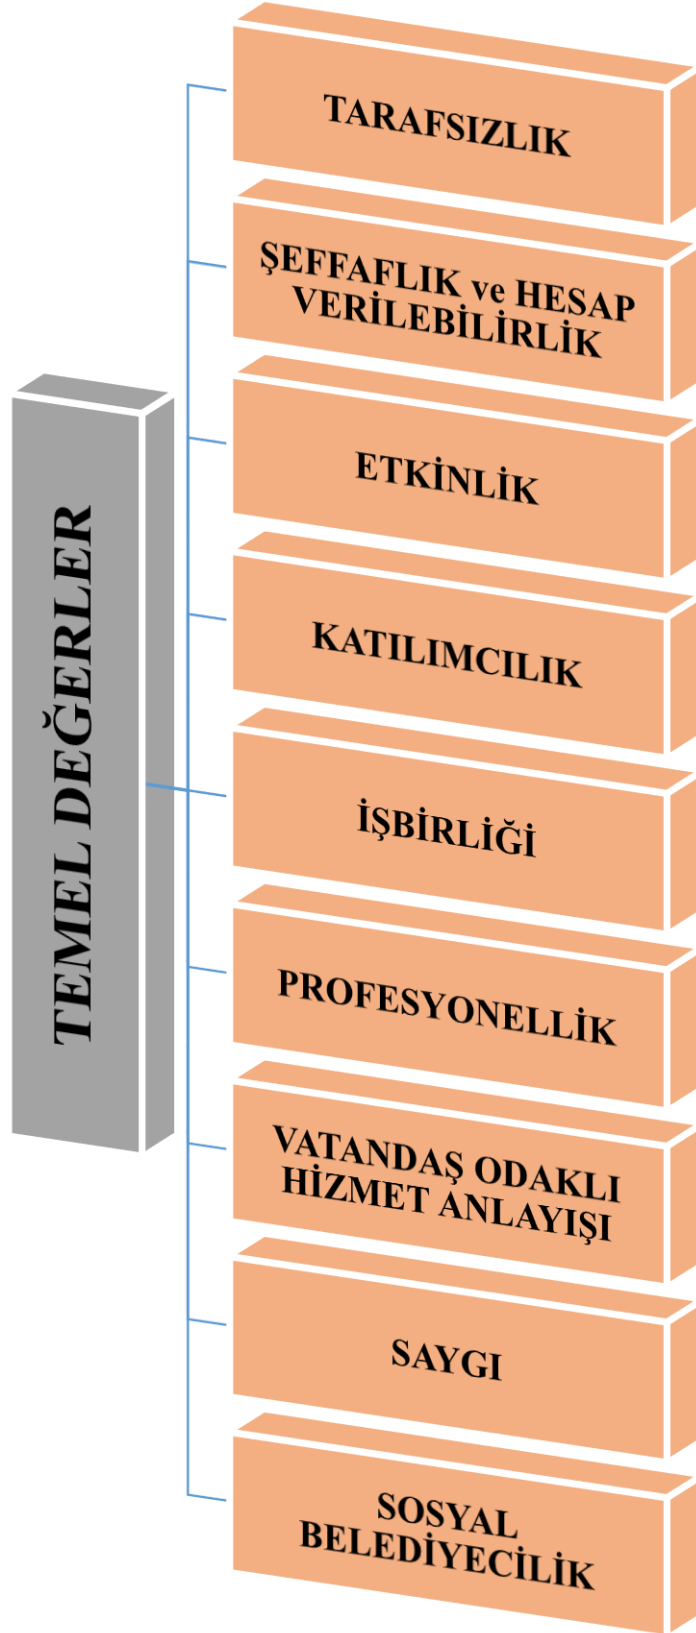 TEMEL DEĞERLER
TARAFSIZLIK
ŞEFFAFLIK ve HESAP
VERİLEBİLİRLİK
ETKİNLİK
KATILIMCILIK
İŞBİRLİĞİ
PROFESYONELLİK
VATANDAŞ ODAKLI
HİZMET ANLAYIŞI
SAYGI
SOSYAL
BELEDİYECİLİK